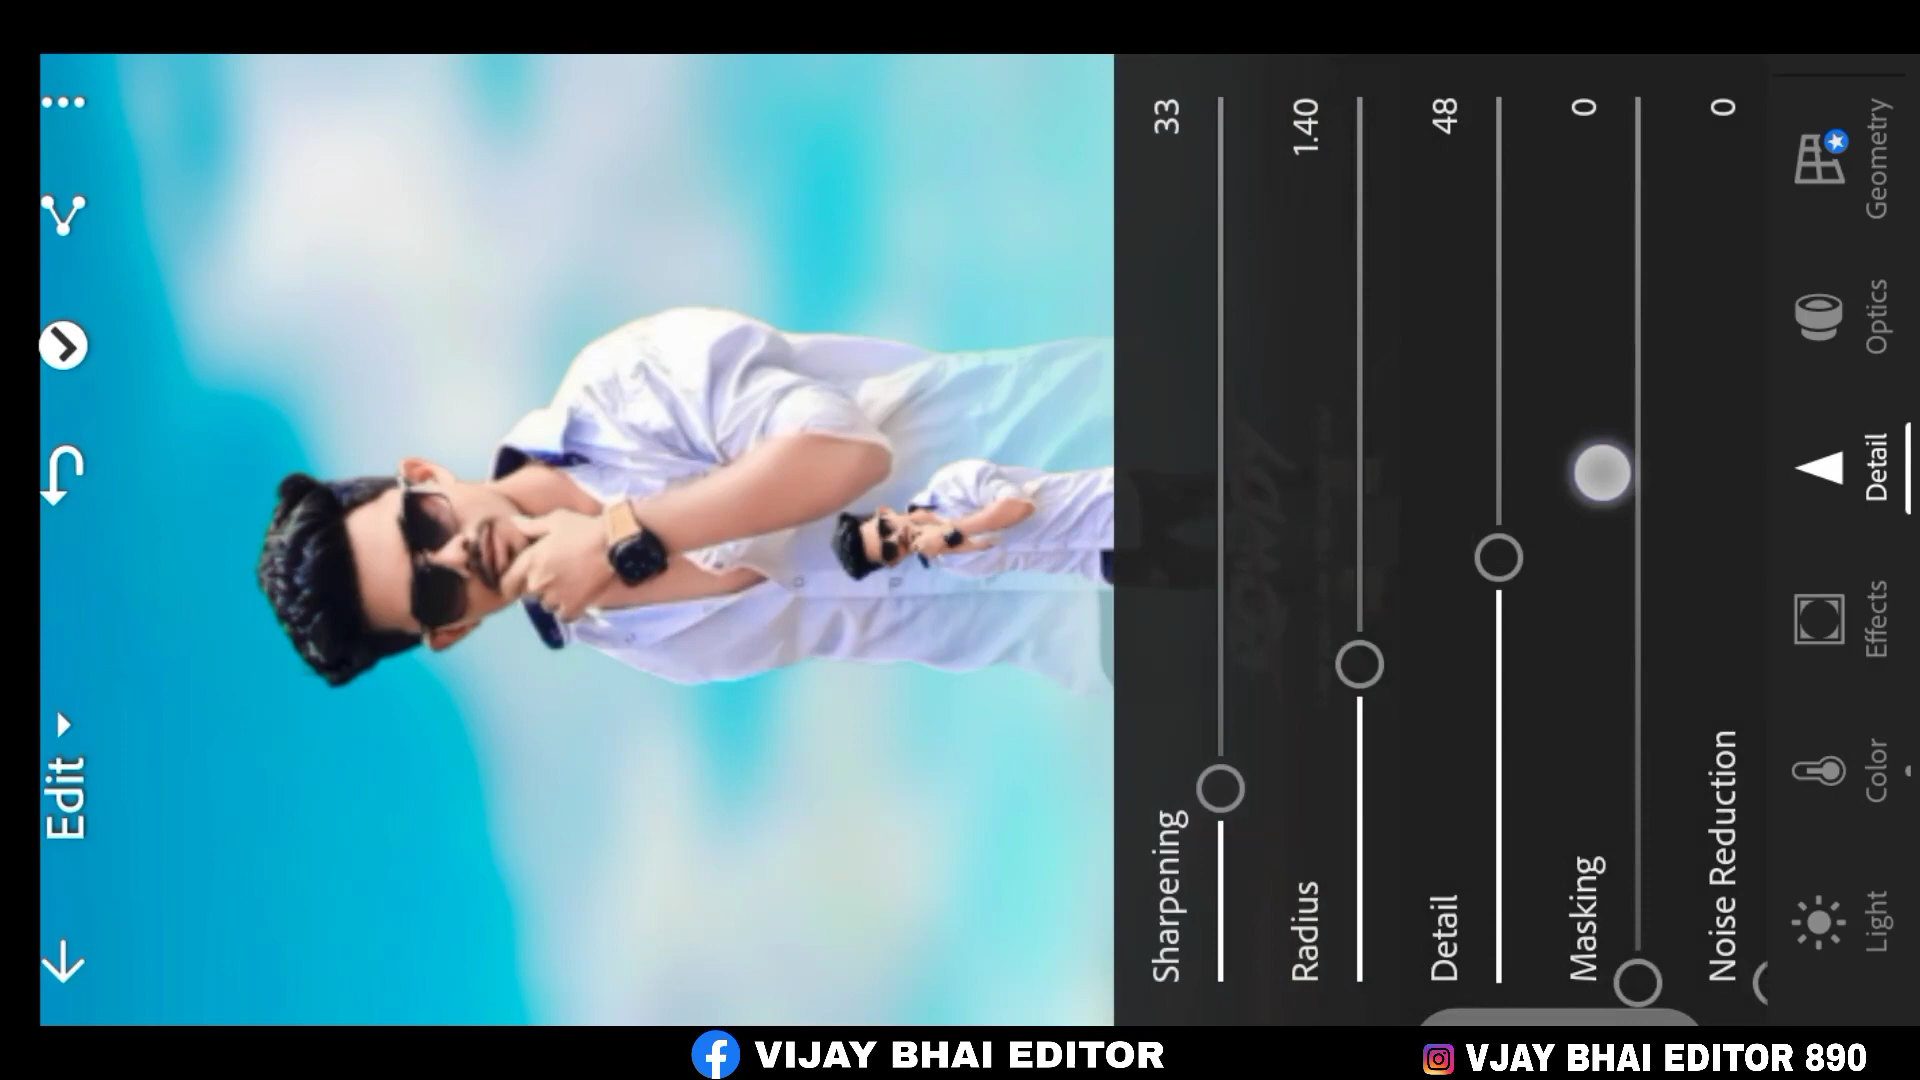 Edit
Sharpening 33
Radius 1.40
Detail 48
Masking 0
Noise Reduction 0
Light Color Effects Detail Optics Geometry
VIJAY BHAI EDITOR
VJAY BHAI EDITOR 890